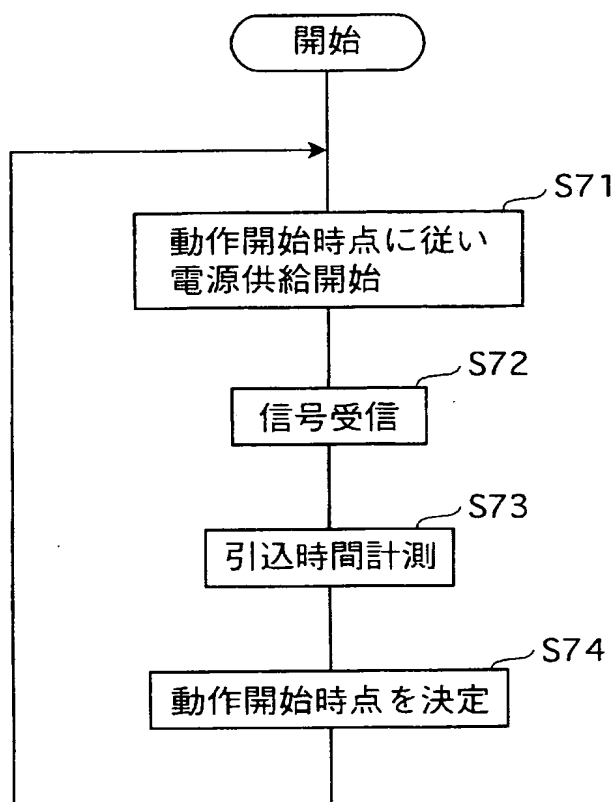 開始
S71
動作開始時点に従い
電源供給開始
S72
信号受信
S73
引込時間計測
S74
動作開始時点を決定